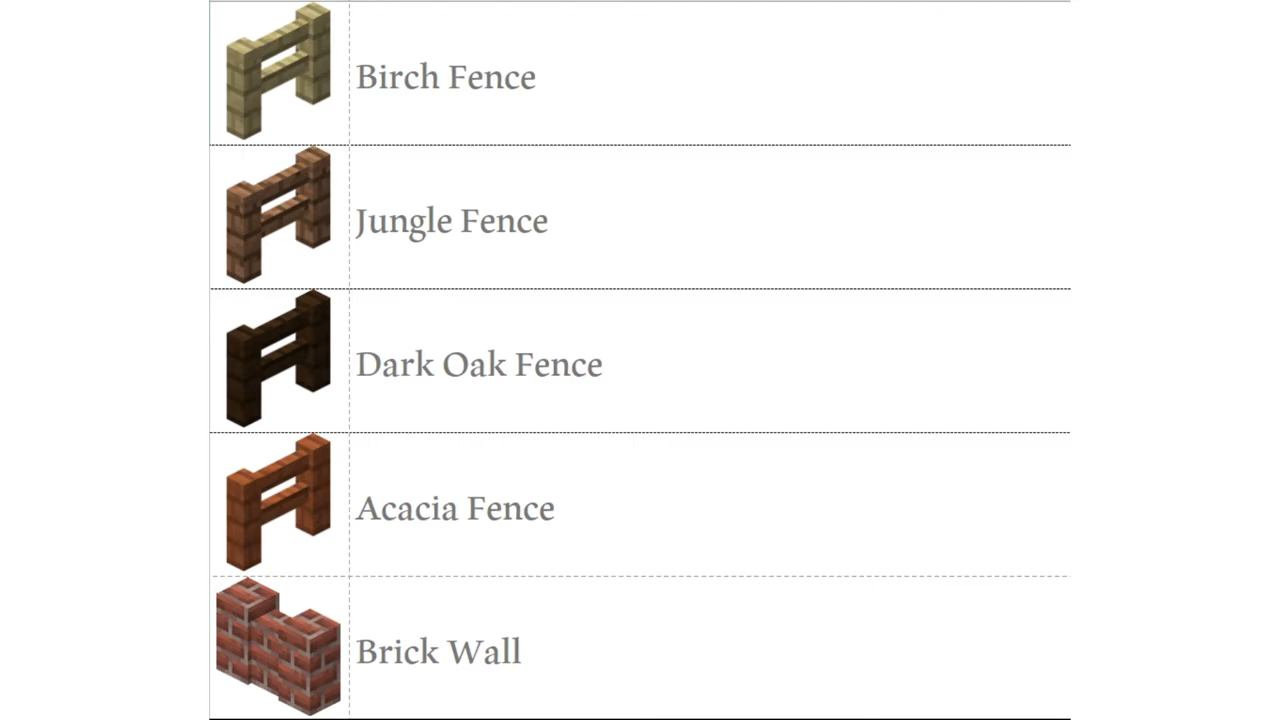 Birch Fence
Jungle Fence
Dark Oak Fence
Acacia Fence
Brick Wall